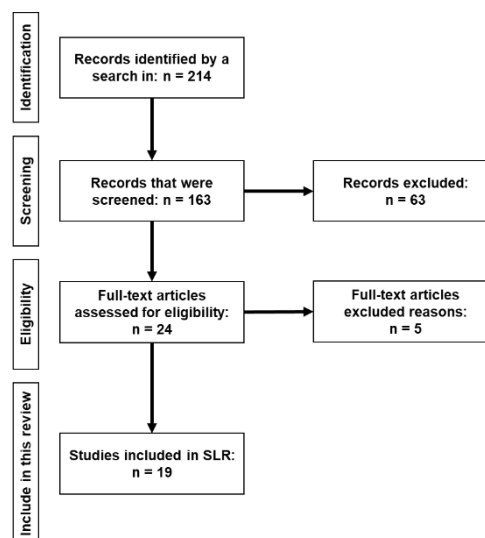 Identification
Records identified by a
search in: n = 214
Screening
Records that were
screened: n = 163
Records excluded:
n = 63
Eligibility
Full-text articles
assessed for eligibility:
n = 24
Full-text articles
excluded reasons:
n = 5
Include in this review
Studies included in SLR:
n = 19